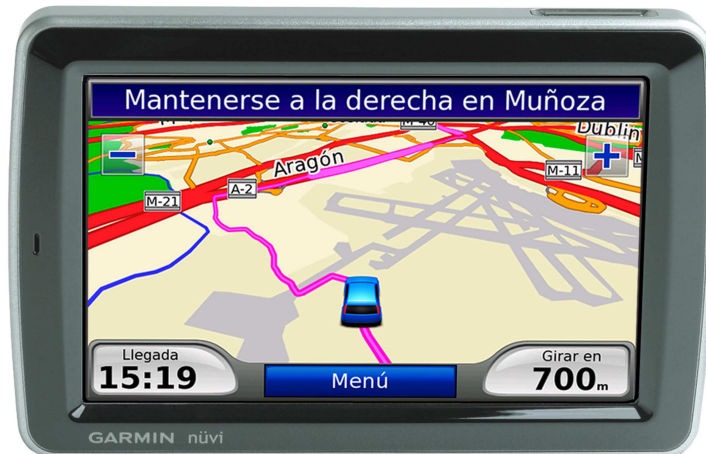 Mantenerse a la derecha en Muñoza
M-40
Dublin
Aragón
M-11
A-2
M-21
Llegada
15:19
Menú
Girar en
700m
GARMIN nüvi